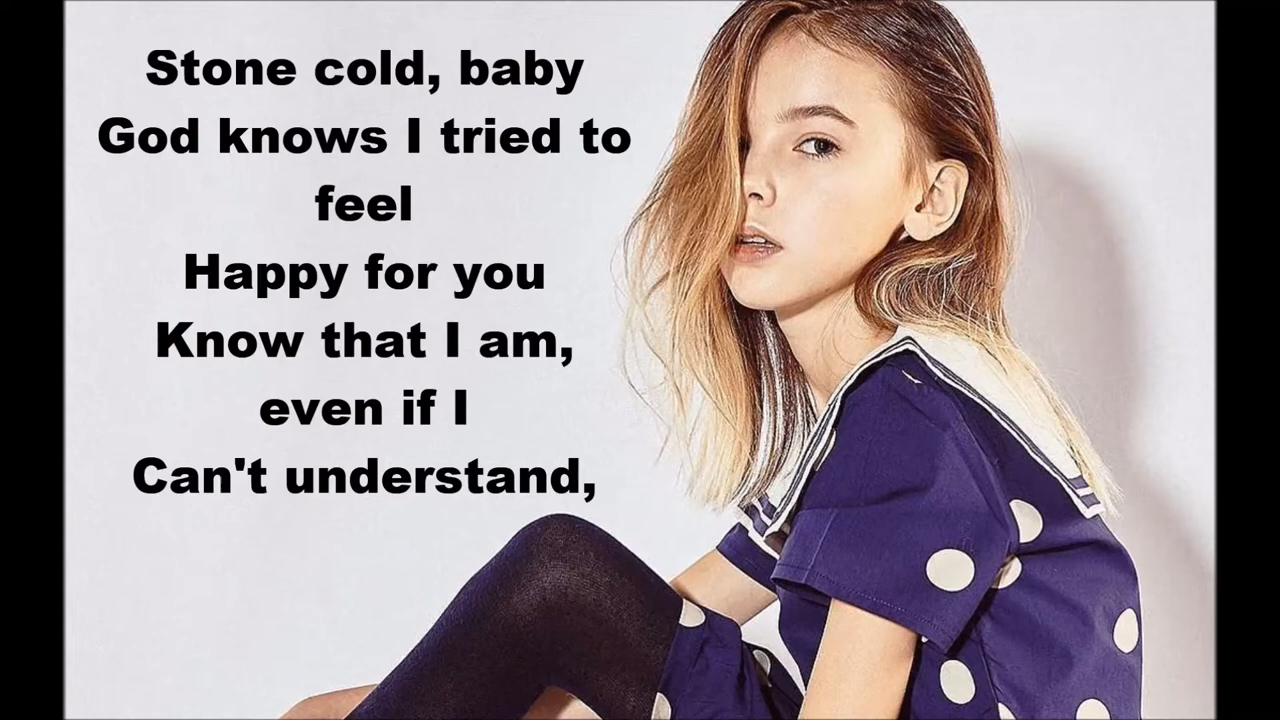 Stone cold, baby
God knows I tried to
feel
Happy for you
Know that I am,
even if I
Can't understand,